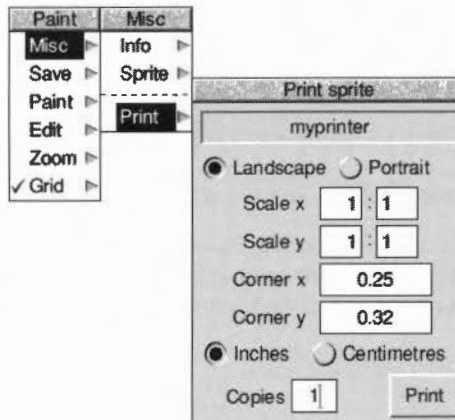 Paint
Misc
Save
Paint
Edit
Zoom
✓ Grid
Misc
Info
Sprite
Print
Print sprite
myprinter
Landscape Portrait
Scale x 1 : 1
Scale y 1 : 1
Corner x 0.25
Corner y 0.32
Inches Centimetres
Copies 1 Print